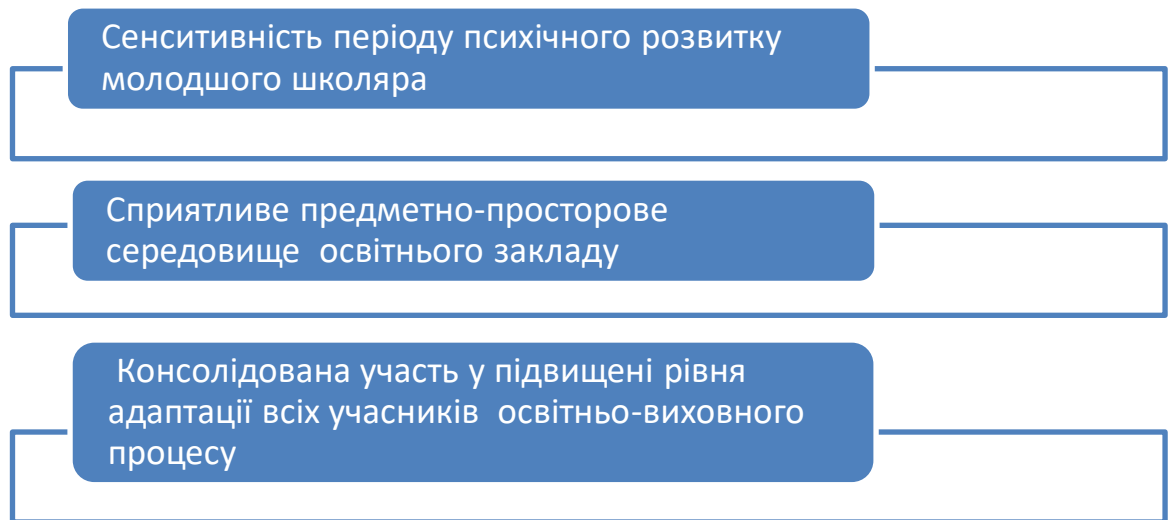 Сенситивність періоду психічного розвитку
молодшого школяра
Сприятливе предметно-просторове
середовище  освітнього закладу
Консолідована участь у підвищені рівня
адаптації всіх учасників  освітньо-виховного
процесу